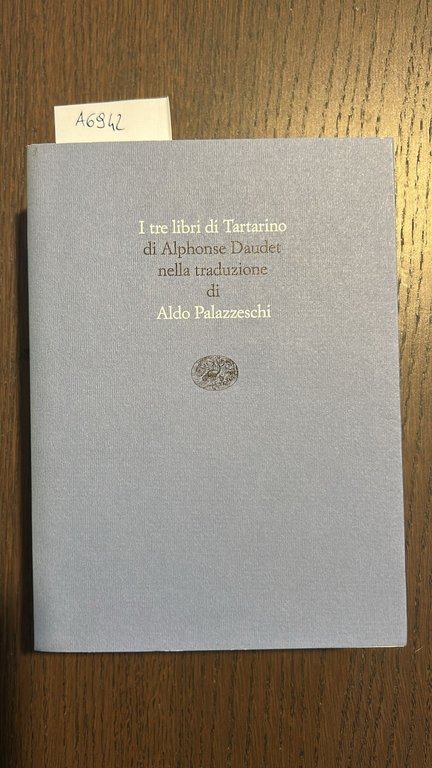 A6942
I tre libri di Tartarino
di Alphonse Daudet
nella traduzione
di
Aldo Palazzeschi